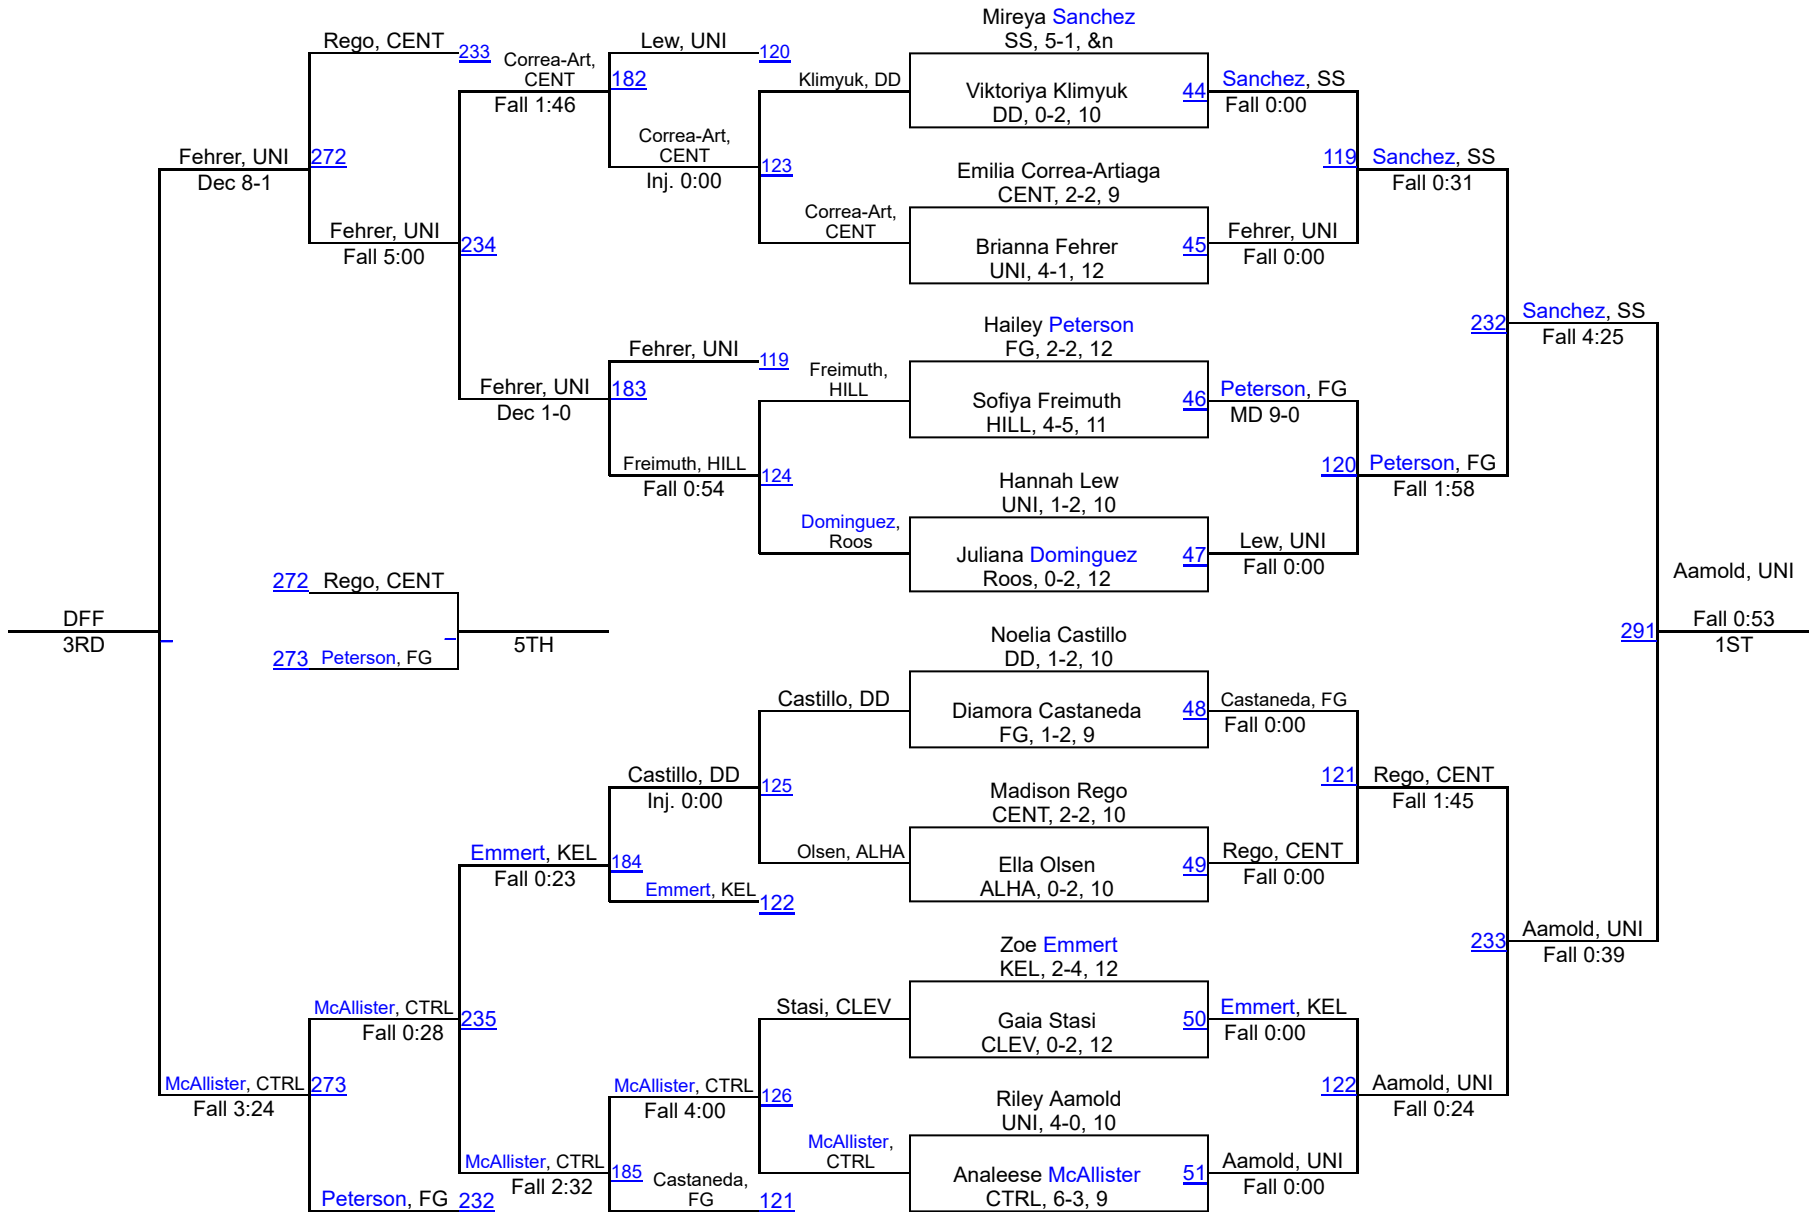 Mireya Sanchez
SS, 5-1, &n
Rego, CENT
233
Correa-Art,
CENT
Fall 1:46
Lew, UNI
120
182
Klimyuk, DD
Viktoriya Klimyuk
DD, 0-2, 10
44
Sanchez, SS
Fall 0:00
Correa-Art,
CENT
Inj. 0:00
123
Fehrer, UNI
Dec 8-1
272
Emilia Correa-Artiaga
CENT, 2-2, 9
119
Sanchez, SS
Fall 0:31
Correa-Art,
CENT
Fehrer, UNI
Fall 5:00
234
Brianna Fehrer
UNI, 4-1, 12
45
Fehrer, UNI
Fall 0:00
Hailey Peterson
FG, 2-2, 12
232
Sanchez, SS
Fall 4:25
Fehrer, UNI
119
Freimuth,
HILL
Fehrer, UNI
Dec 1-0
183
Sofiya Freimuth
HILL, 4-5, 11
46
Peterson, FG
MD 9-0
Freimuth, HILL
Fall 0:54
124
Hannah Lew
UNI, 1-2, 10
120
Peterson, FG
Fall 1:58
Dominguez,
Roos
Juliana Dominguez
Roos, 0-2, 12
47
Lew, UNI
Fall 0:00
272
Rego, CENT
Aamold, UNI
DFF
3RD
5TH
273
Peterson, FG
291
Fall 0:53
1ST
Noelia Castillo
DD, 1-2, 10
Castillo, DD
Diamora Castaneda
FG, 1-2, 9
48
Castaneda, FG
Fall 0:00
Castillo, DD
Inj. 0:00
125
Madison Rego
CENT, 2-2, 10
121
Rego, CENT
Fall 1:45
Emmert, KEL
Fall 0:23
184
Olsen, ALHA
Ella Olsen
ALHA, 0-2, 10
49
Rego, CENT
Fall 0:00
Emmert, KEL
122
Zoe Emmert
KEL, 2-4, 12
233
Aamold, UNI
Fall 0:39
McAllister, CTRL
Fall 0:28
235
Stasi, CLEV
Gaia Stasi
CLEV, 0-2, 12
50
Emmert, KEL
Fall 0:00
McAllister, CTRL
Fall 3:24
273
McAllister, CTRL
Fall 4:00
126
Riley Aamold
UNI, 4-0, 10
122
Aamold, UNI
Fall 0:24
McAllister,
CTRL
McAllister, CTRL
Fall 2:32
185
Castaneda,
FG
121
Analeese McAllister
CTRL, 6-3, 9
51
Aamold, UNI
Fall 0:00
Peterson, FG
232